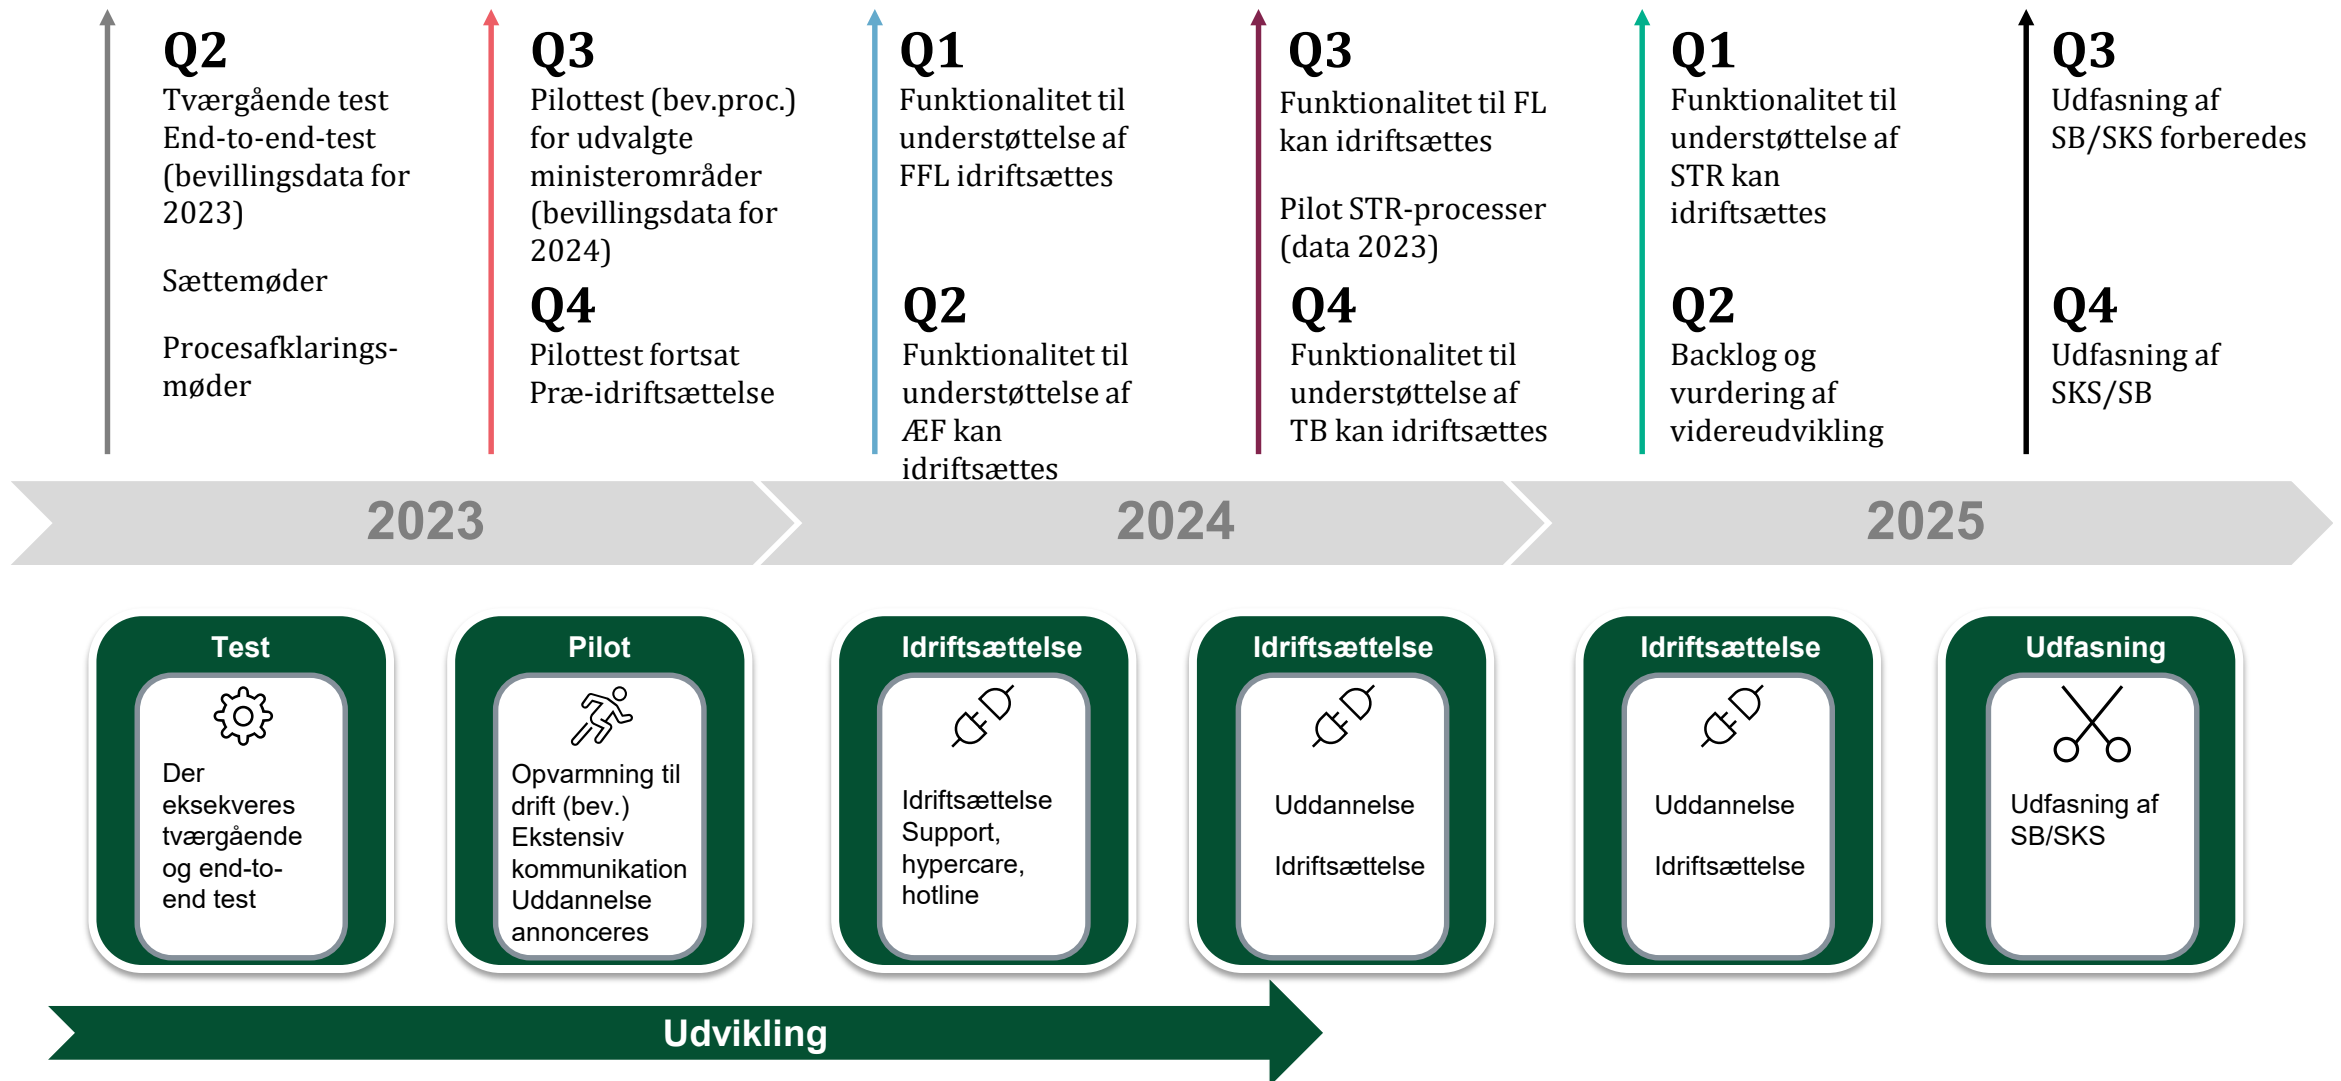 Q2
Tværgående test
End-to-end-test
(bevillingsdata for
2023)
Sættemøder
Procesafklarings-
møder
Q3
Pilottest (bev.proc.)
for udvalgte
ministerområder
(bevillingsdata for
2024)
Q4
Pilottest fortsat
Præ-idriftsættelse
Q1
Funktionalitet til
understøttelse af
FFL idriftsættes
Q2
Funktionalitet til
understøttelse af
ÆF kan
idriftsættes
Q3
Funktionalitet til FL
kan idriftsættes
Pilot STR-processer
(data 2023)
Q4
Funktionalitet til
understøttelse af
TB kan idriftsættes
Q1
Funktionalitet til
understøttelse af
STR kan
idriftsættes
Q2
Backlog og
vurdering af
videreudvikling
Q3
Udfasning af
SB/SKS forberedes
Q4
Udfasning af
SKS/SB
2023
2024
2025
Test
Der
eksekveres
tværgående
og end-to-
end test
Pilot
Opvarmning til
drift (bev.)
Ekstensiv
kommunikation
Uddannelse
annonceres
Idriftsættelse
Idriftsættelse
Support,
hypercare,
hotline
Idriftsættelse
Uddannelse
Idriftsættelse
Idriftsættelse
Uddannelse
Idriftsættelse
Udfasning
Udfasning af
SB/SKS
Udvikling